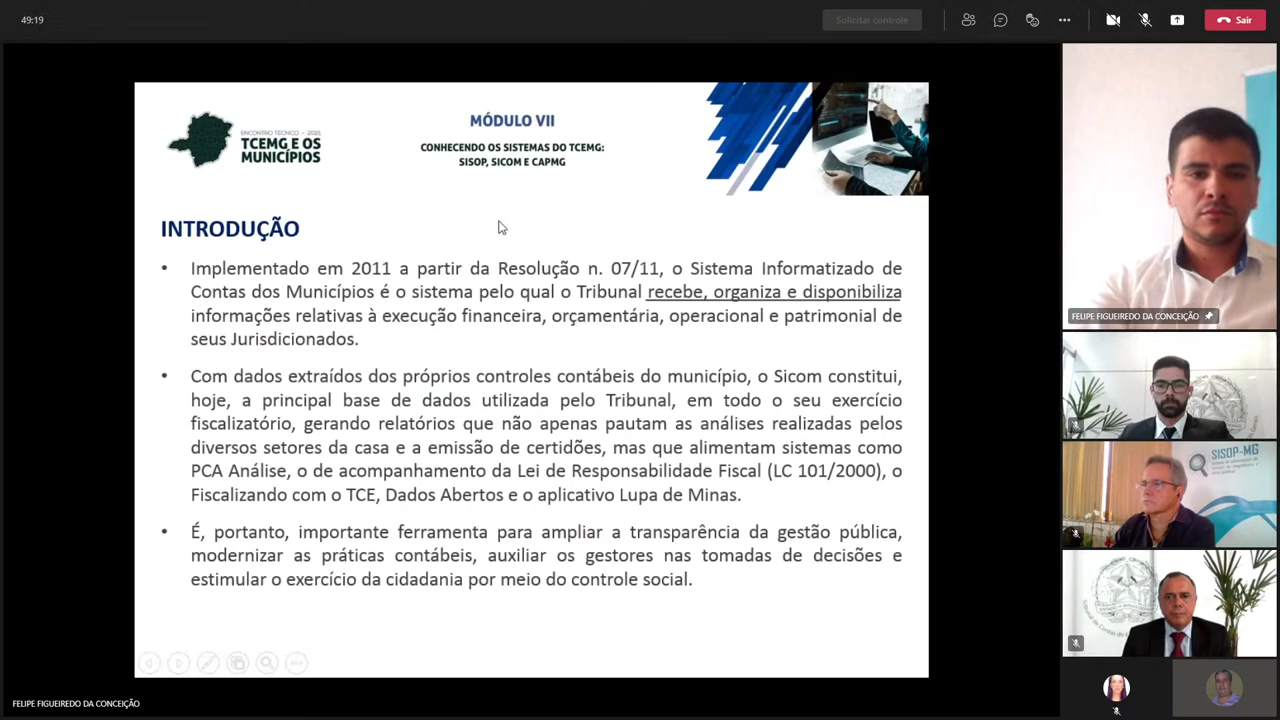 49:19
Solicitar controle
Sair
ENCONTRO TÉCNICO – 2021
TCEMG E OS
MUNICÍPIOS
MÓDULO VII
CONHECENDO OS SISTEMAS DO TCEMG:
SISOP, SICOM E CAPMG
INTRODUÇÃO
• Implementado em 2011 a partir da Resolução n. 07/11, o Sistema Informatizado de
Contas dos Municípios é o sistema pelo qual o Tribunal recebe, organiza e disponibiliza
informações relativas à execução financeira, orçamentária, operacional e patrimonial de
seus Jurisdicionados.
• Com dados extraídos dos próprios controles contábeis do município, o Sicom constitui,
hoje, a principal base de dados utilizada pelo Tribunal, em todo o seu exercício
fiscalizatório, gerando relatórios que não apenas pautam as análises realizadas pelos
diversos setores da casa e a emissão de certidões, mas que alimentam sistemas como
PCA Análise, o de acompanhamento da Lei de Responsabilidade Fiscal (LC 101/2000), o
Fiscalizando com o TCE, Dados Abertos e o aplicativo Lupa de Minas.
• É, portanto, importante ferramenta para ampliar a transparência da gestão pública,
modernizar as práticas contábeis, auxiliar os gestores nas tomadas de decisões e
estimular o exercício da cidadania por meio do controle social.
FELIPE FIGUEIREDO DA CONCEIÇÃO
SISOP-MG
FELIPE FIGUEIREDO DA CONCEIÇÃO